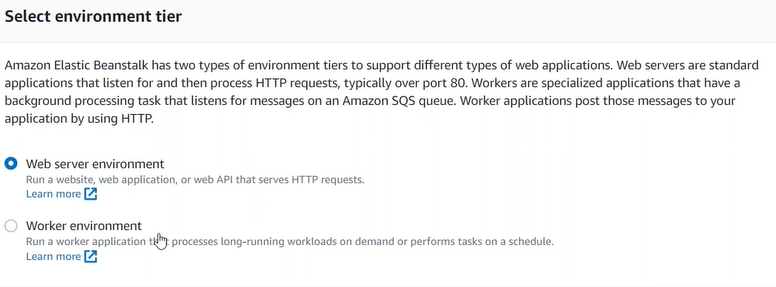 Select environment tier
Amazon Elastic Beanstalk has two types of environment tiers to support different types of web applications. Web servers are standard
applications that listen for and then process HTTP requests, typically over port 80. Workers are specialized applications that have a
background processing task that listens for messages on an Amazon SQS queue. Worker applications post those messages to your
application by using HTTP.
Web server environment
Run a website, web application, or web API that serves HTTP requests.
Learn more
Worker environment
Run a worker application that processes long-running workloads on demand or performs tasks on a schedule.
Learn more